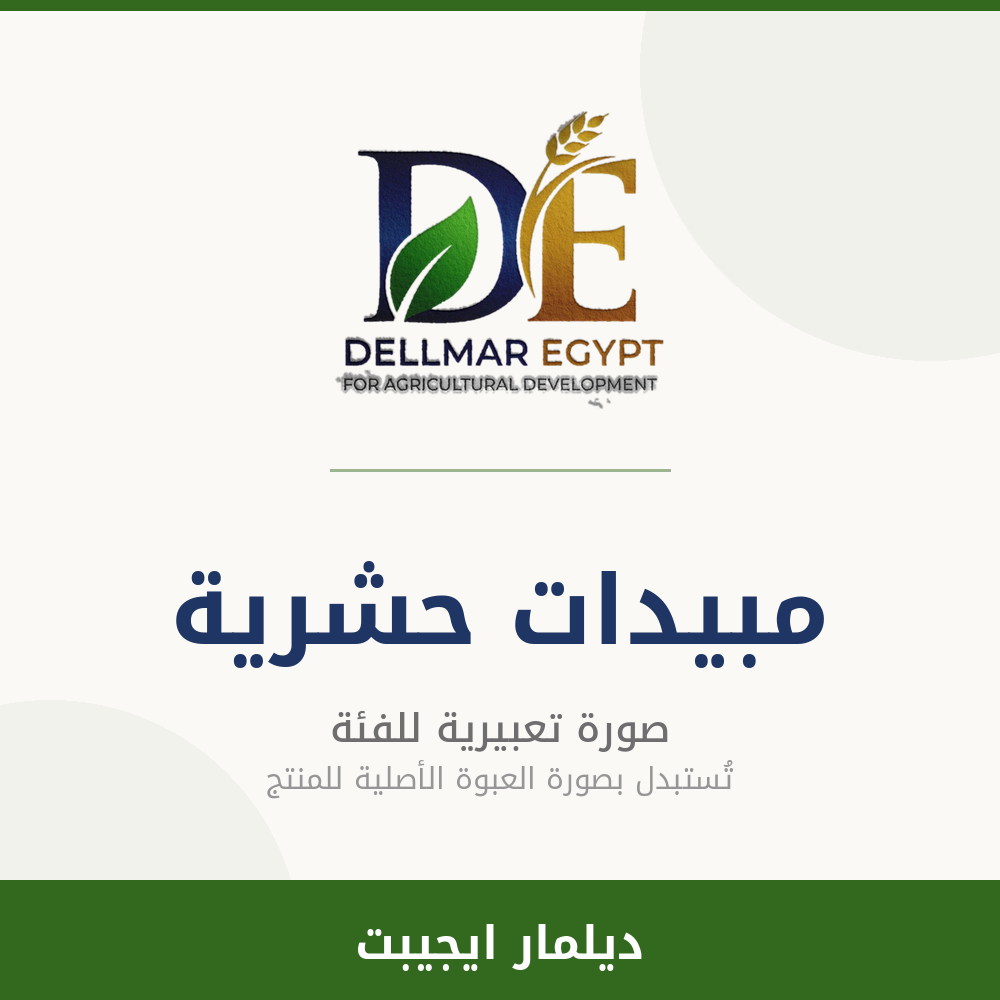 DE
DELLMAR EGYPT
FOR AGRICULTURAL DEVELOPMENT
مبيدات حشرية
صورة تعبيرية للفئة
تُستبدل بصورة العبوة الأصلية للمنتج
ديلمار ايجيبت